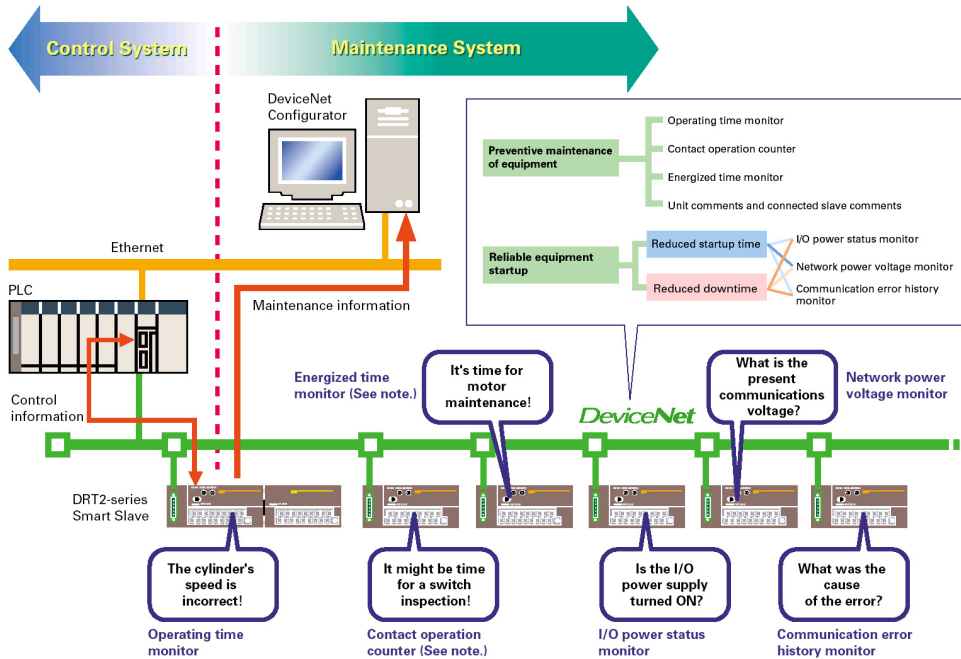 Control System
Maintenance System
DeviceNet
Configurator
Operating time monitor
Contact operation counter
Preventive maintenance
of equipment
Energized time monitor
Unit comments and connected slave comments
Ethernet
Reliable equipment
startup
Reduced startup time
Reduced downtime
I/O power status monitor
Network power voltage monitor
Communication error history
monitor
PLC
Maintenance information
Control
information
Energized time
monitor (See note.)
It's time for
motor
maintenance!
DeviceNet
What is the
present
communications
voltage?
Network power
voltage monitor
DRT2-series
Smart Slave
The cylinder's
speed is
incorrect!
It might be time
for a switch
inspection!
Is the I/O
power supply
turned ON?
What was the
cause
of the error?
Operating time
monitor
Contact operation
counter (See note.)
I/O power status
monitor
Communication error
history monitor